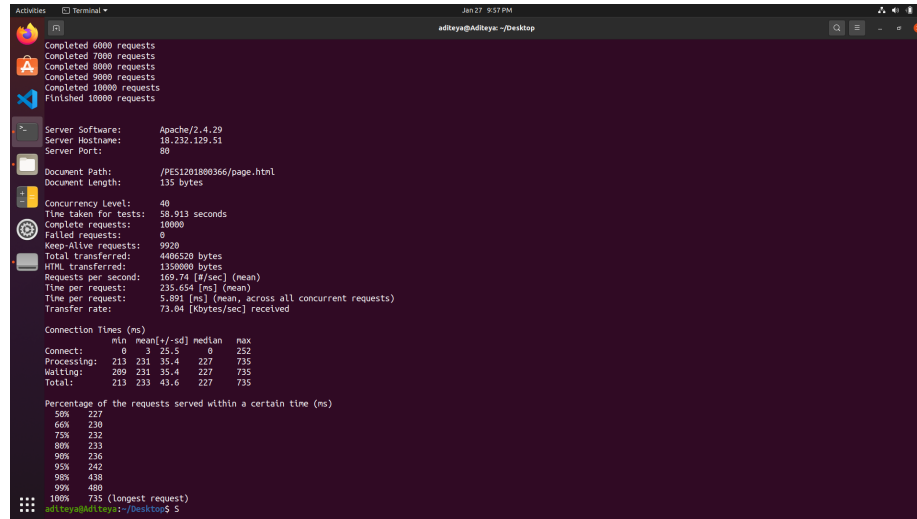 Activities Terminal Jan 27 9:57 PM
aditeya@Aditeya: ~/Desktop
Completed 6000 requests
Completed 7000 requests
Completed 8000 requests
Completed 9000 requests
Completed 10000 requests
Finished 10000 requests
Server Software: Apache/2.4.29
Server Hostname: 18.232.129.51
Server Port: 80
Document Path: /PES1201800366/page.html
Document Length: 135 bytes
Concurrency Level: 40
Time taken for tests: 58.913 seconds
Complete requests: 10000
Failed requests: 0
Keep-Alive requests: 9920
Total transferred: 4406520 bytes
HTML transferred: 1350000 bytes
Requests per second: 169.74 [#/sec] (mean)
Time per request: 235.654 [ms] (mean)
Time per request: 5.891 [ms] (mean, across all concurrent requests)
Transfer rate: 73.04 [Kbytes/sec] received
Connection Times (ms)
min mean[+/-sd] median max
Connect: 0 3 25.5 0 252
Processing: 213 231 35.4 227 735
Waiting: 209 231 35.4 227 735
Total: 213 233 43.6 227 735
Percentage of the requests served within a certain time (ms)
50% 227
66% 230
75% 232
80% 233
90% 236
95% 242
98% 438
99% 480
100% 735 (longest request)
aditeya@Aditeya:~/Desktop$ S